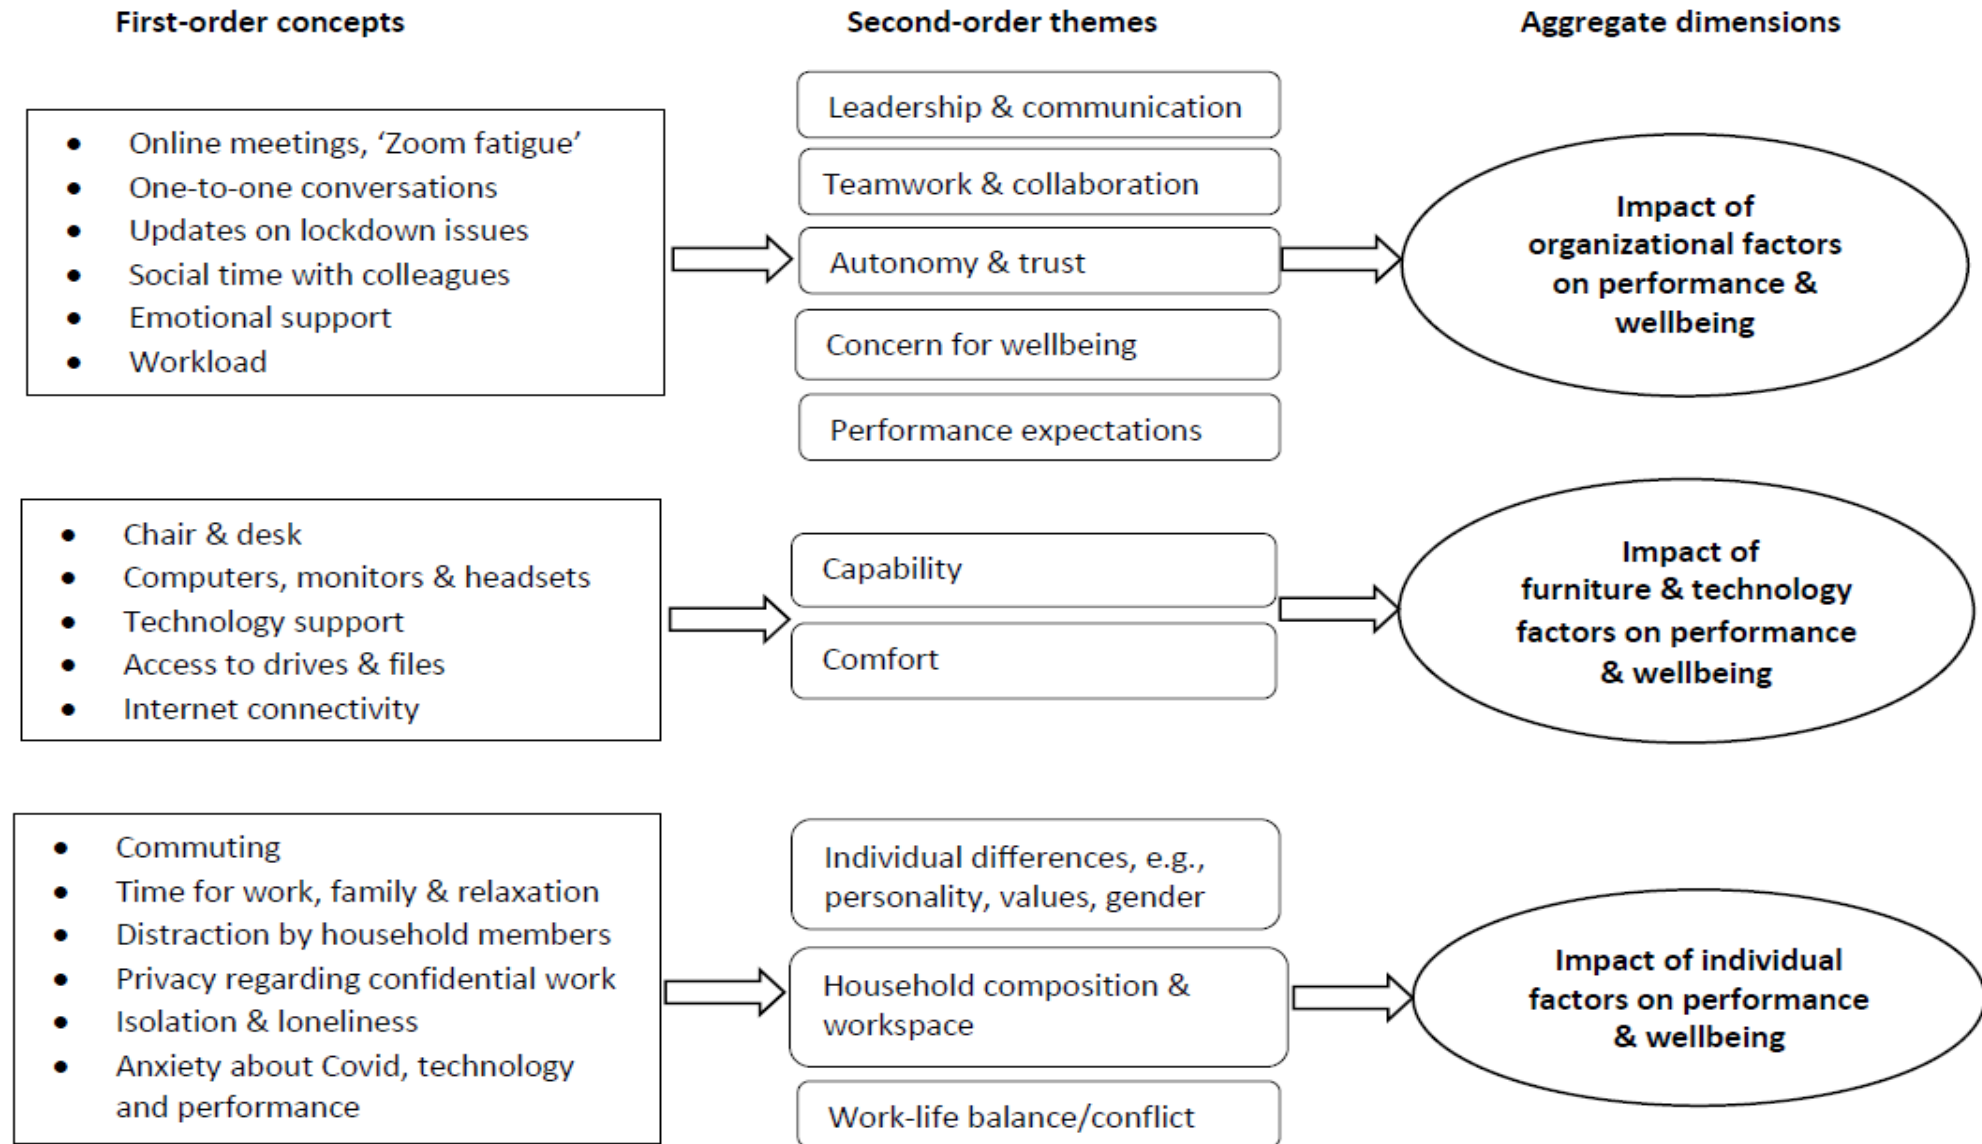 First-order concepts
Second-order themes
Aggregate dimensions
• Online meetings, ‘Zoom fatigue’
• One-to-one conversations
• Updates on lockdown issues
• Social time with colleagues
• Emotional support
• Workload
Leadership & communication
Teamwork & collaboration
Autonomy & trust
Concern for wellbeing
Performance expectations
Impact of
organizational factors
on performance &
wellbeing
• Chair & desk
• Computers, monitors & headsets
• Technology support
• Access to drives & files
• Internet connectivity
Capability
Comfort
Impact of
furniture & technology
factors on performance
& wellbeing
• Commuting
• Time for work, family & relaxation
• Distraction by household members
• Privacy regarding confidential work
• Isolation & loneliness
• Anxiety about Covid, technology
and performance
Individual differences, e.g.,
personality, values, gender
Household composition &
workspace
Work-life balance/conflict
Impact of individual
factors on performance
& wellbeing